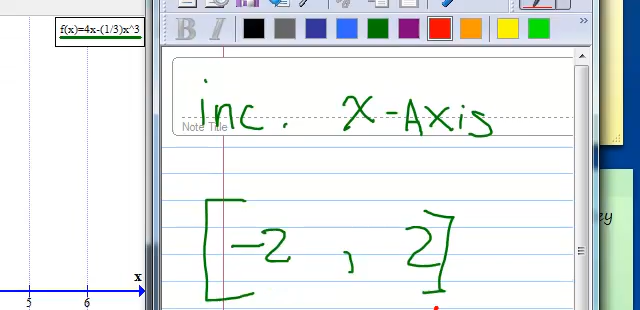 f(x)=4x-(1/3)x^3
B I
inc. X-Axis
Note Title
[-2 , 2]
x
5 6